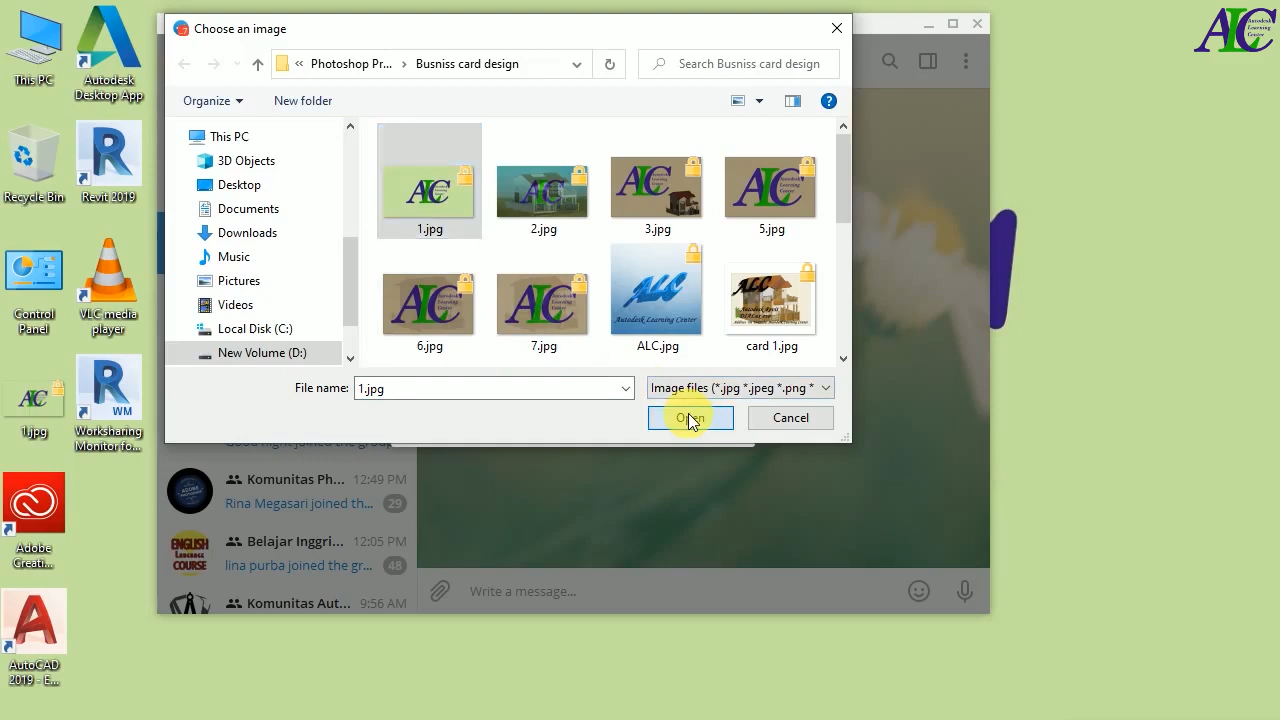 This PC
Autodesk
Desktop App
Recycle Bin
Revit 2019
Control
Panel
VLC media
player
1.jpg
Worksharing
Monitor fo...
Adobe
Creati...
AutoCAD
2019 - E...
Choose an image
« Photoshop Pr... › Busniss card design
Search Busniss card design
Organize
New folder
This PC
3D Objects
Desktop
Documents
Downloads
Music
Pictures
Videos
Local Disk (C:)
New Volume (D:)
1.jpg
2.jpg
3.jpg
5.jpg
6.jpg
7.jpg
ALC.jpg
card 1.jpg
File name: 1.jpg
Image files (*.jpg *.jpeg *.png *
Open
Cancel
Komunitas Ph... 12:49 PM
Rina Megasari joined th... 29
Belajar Inggri... 12:05 PM
lina purba joined the gr... 48
Komunitas Aut... 9:56 AM
Write a message...
ALC
Autodesk
Learning
Center